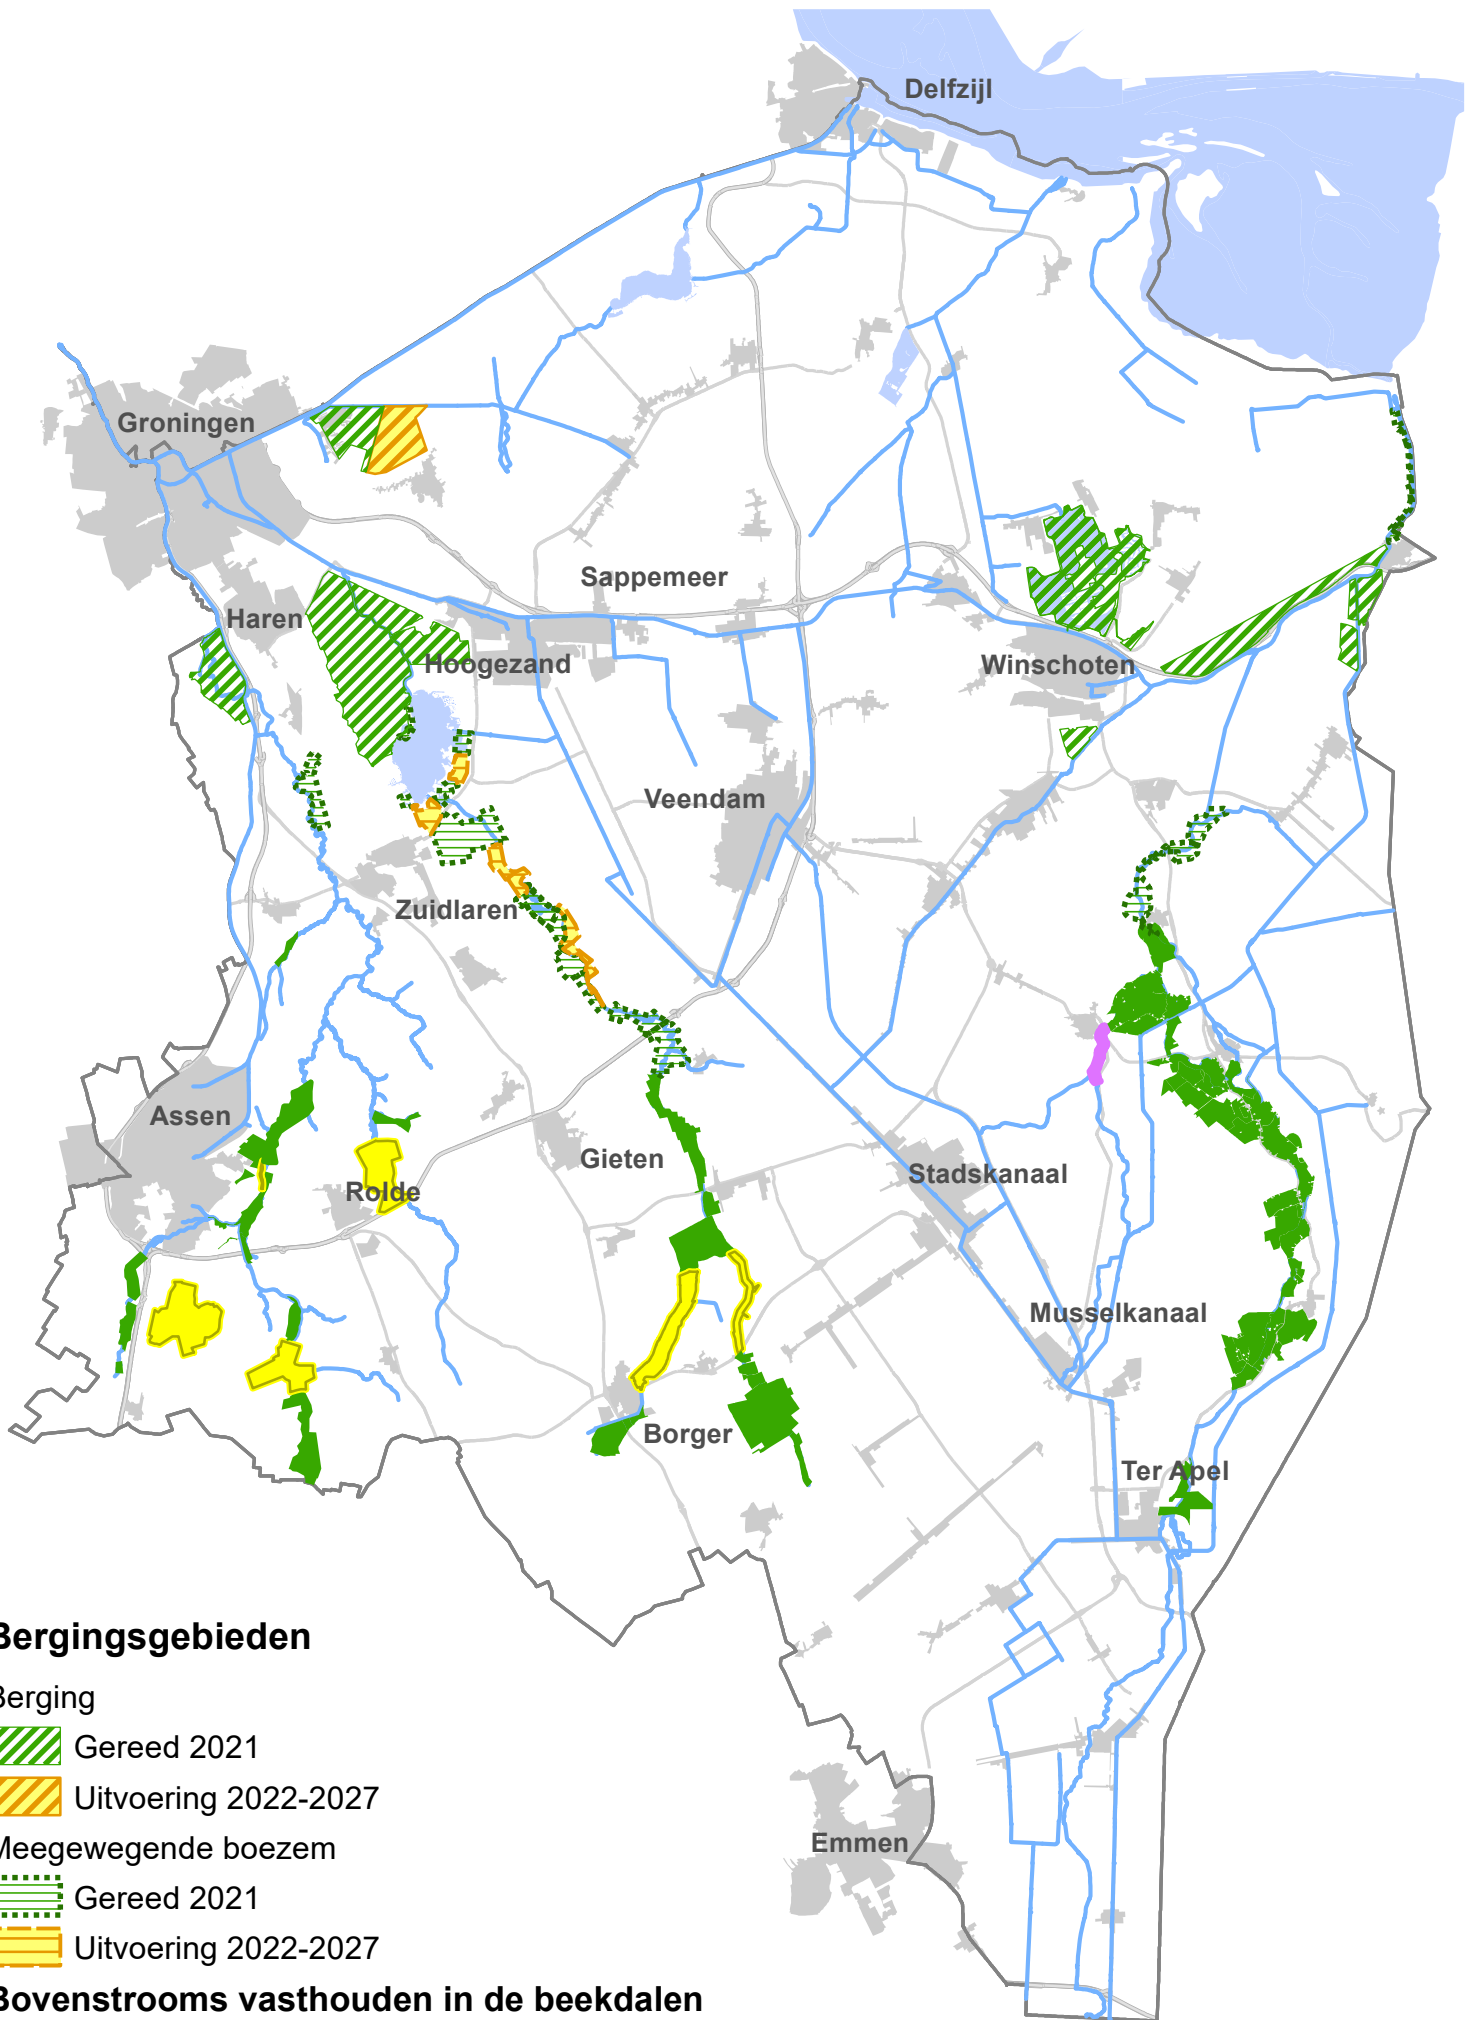 Delfzijl
Groningen
Sappemeer
Haren
Hoogezand
Winschoten
Veendam
Zuidlaren
Assen
Gieten
Rolde
Stadskanaal
Musselkanaal
Borger
Ter Apel
Bergingsgebieden
Berging
Gereed 2021
Uitvoering 2022-2027
Meegewegende boezem
Gereed 2021
Emmen
Uitvoering 2022-2027
Bovenstrooms vasthouden in de beekdalen